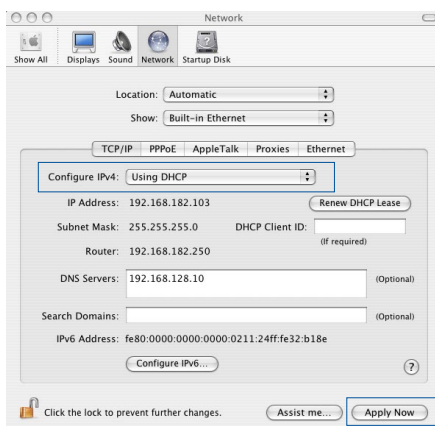 Network
Show All Displays Sound Network Startup Disk
Location: Automatic
Show: Built-in Ethernet
TCP/IP PPPoE AppleTalk Proxies Ethernet
Configure IPv4: Using DHCP
IP Address: 192.168.182.103 Renew DHCP Lease
Subnet Mask: 255.255.255.0 DHCP Client ID:
(If required)
Router: 192.168.182.250
DNS Servers: 192.168.128.10 (Optional)
Search Domains: (Optional)
IPv6 Address: fe80:0000:0000:0000:0211:24ff:fe32:b18e
Configure IPv6... ?
Click the lock to prevent further changes. Assist me... Apply Now